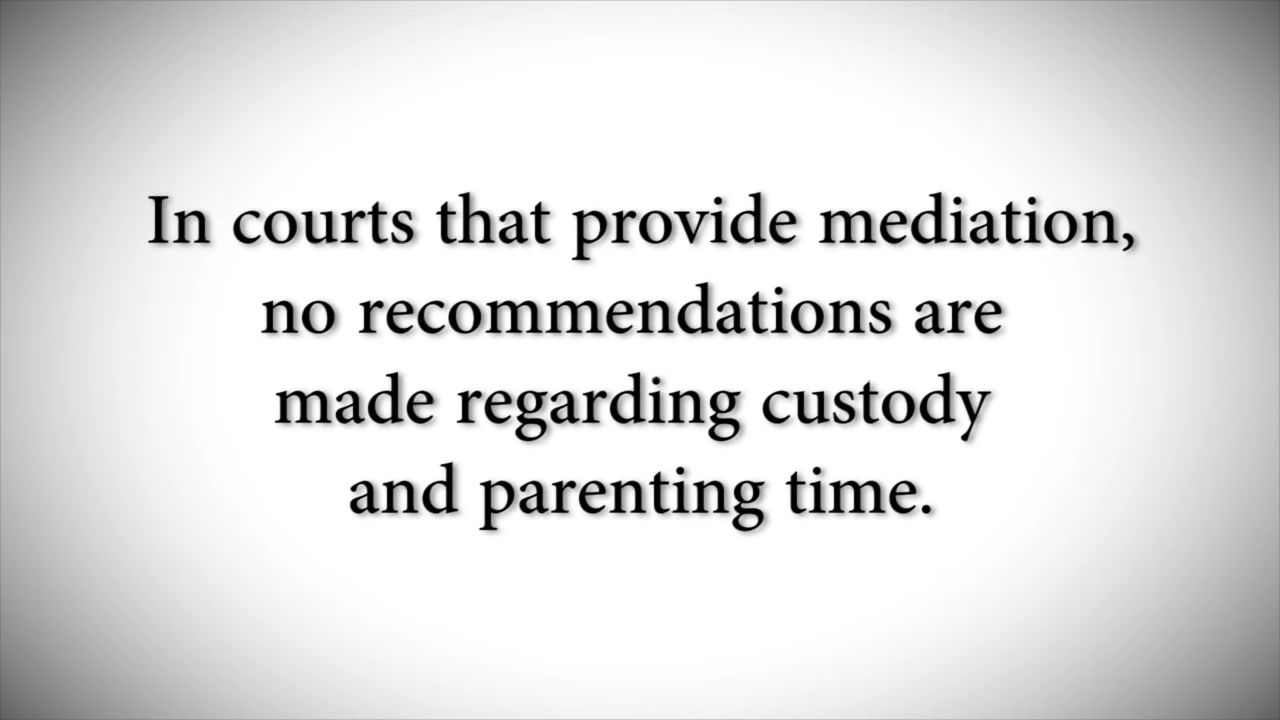 In courts that provide mediation,
no recommendations are
made regarding custody
and parenting time.